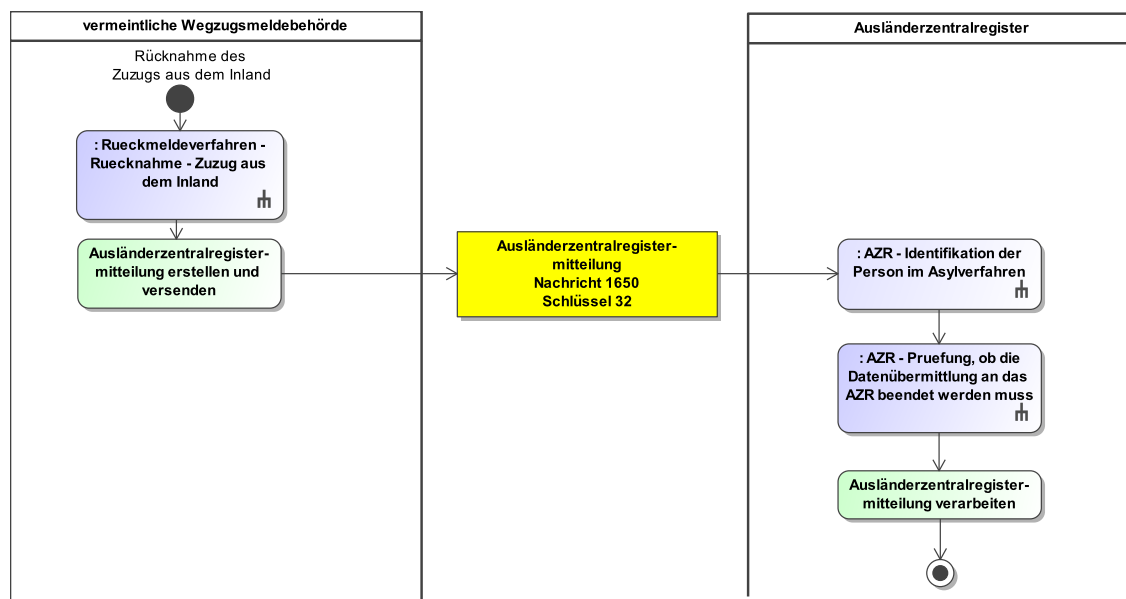 vermeintliche Wegzugsmeldebehörde
Rücknahme des
Zuzugs aus dem Inland
: Rueckmeldeverfahren -
Ruecknahme - Zuzug aus
dem Inland
Ausländerzentralregister-
mitteilung erstellen und
versenden
Ausländerzentralregister-
mitteilung
Nachricht 1650
Schlüssel 32
Ausländerzentralregister
: AZR - Identifikation der
Person im Asylverfahren
: AZR - Pruefung, ob die
Datenübermittlung an das
AZR beendet werden muss
Ausländerzentralregister-
mitteilung verarbeiten